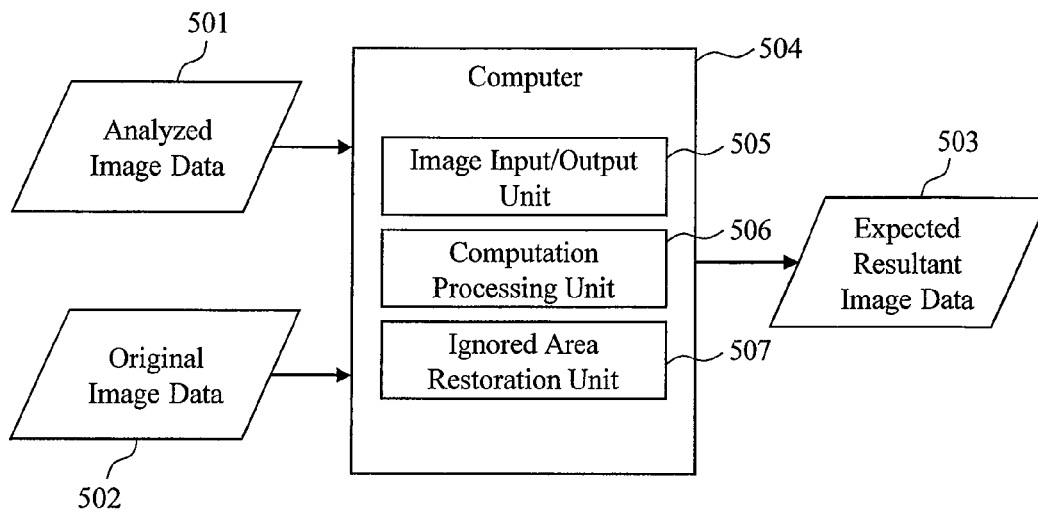 501
Analyzed
Image Data
Original
Image Data
502
Computer
504
Image Input/Output
Unit
505
Computation
Processing Unit
506
Ignored Area
Restoration Unit
507
503
Expected
Resultant
Image Data